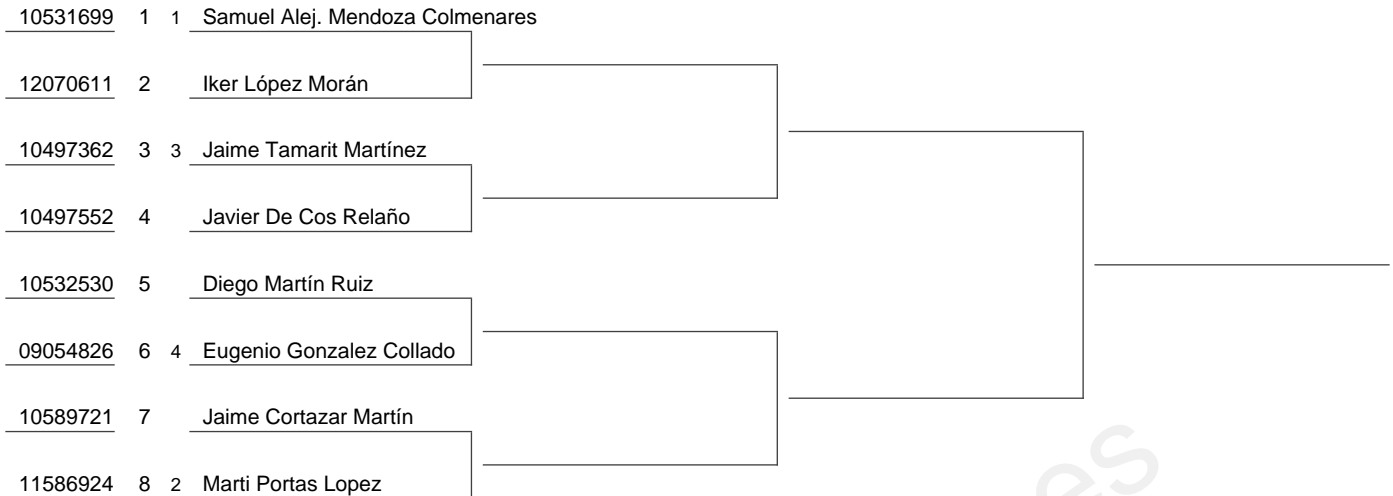 10531699 1 1 Samuel Alej. Mendoza Colmenares
12070611 2 Iker López Morán
10497362 3 3 Jaime Tamarit Martínez
10497552 4 Javier De Cos Relaño
10532530 5 Diego Martín Ruiz
09054826 6 4 Eugenio Gonzalez Collado
10589721 7 Jaime Cortazar Martín
11586924 8 2 Marti Portas Lopez
es